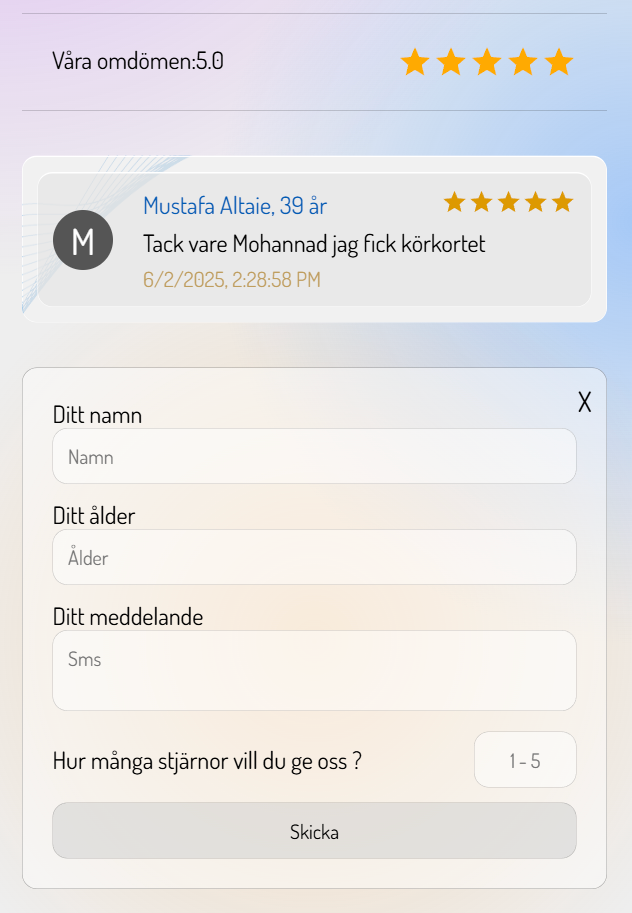 Våra omdömen:5.0
Mustafa Altaie, 39 år
M
Tack vare Mohannad jag fick körkortet
6/2/2025, 2:28:58 PM
X
Ditt namn
Namn
Ditt ålder
Ålder
Ditt meddelande
Sms
Hur många stjärnor vill du ge oss ?
1 - 5
Skicka